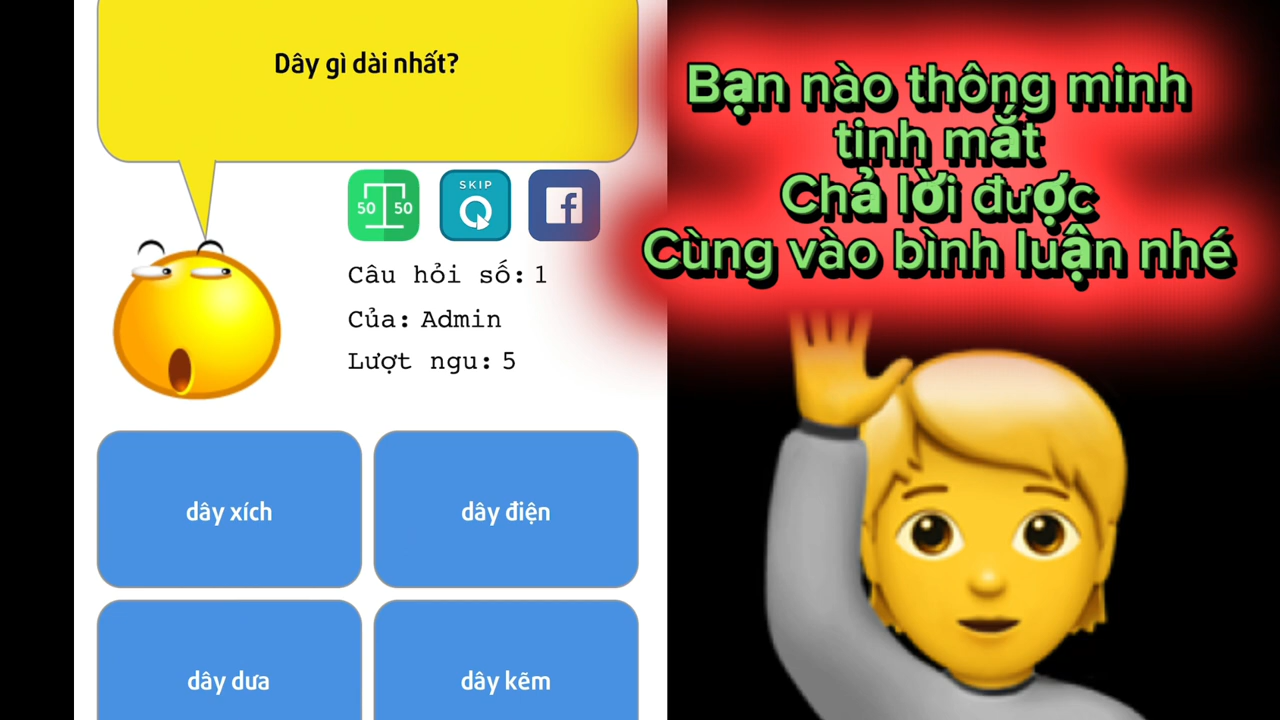 Dây gì dài nhất?
50 50
SKIP
f
Câu hỏi số: 1
Của: Admin
Lượt ngu: 5
dây xích
dây điện
dây dưa
dây kẽm
Bạn nào thông minh
tinh mắt
Chả lời được
Cùng vào bình luận nhé